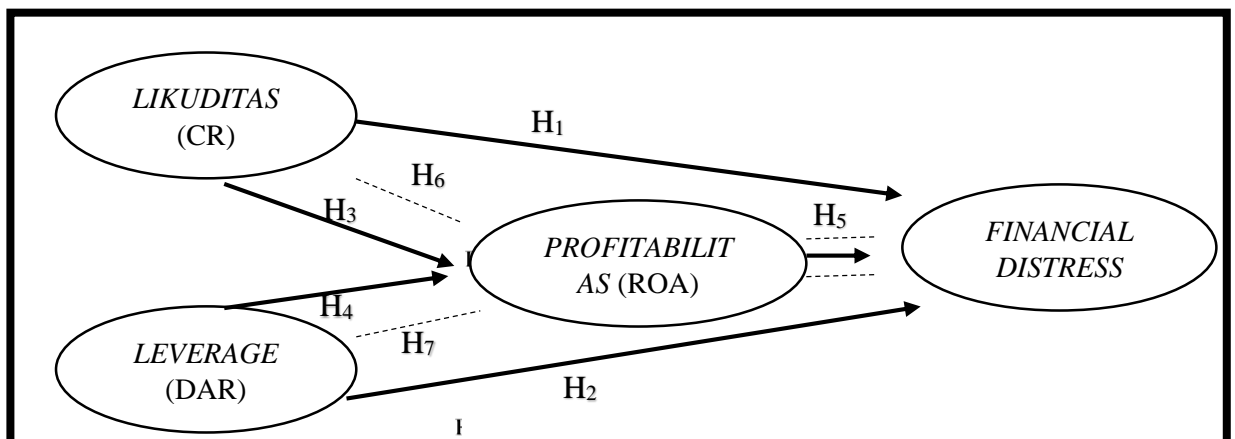 LIKUDITAS
(CR)
H1
H6
H3
PROFITABILIT
AS (ROA)
H5
FINANCIAL
DISTRESS
H4
LEVERAGE
(DAR)
H7
H2